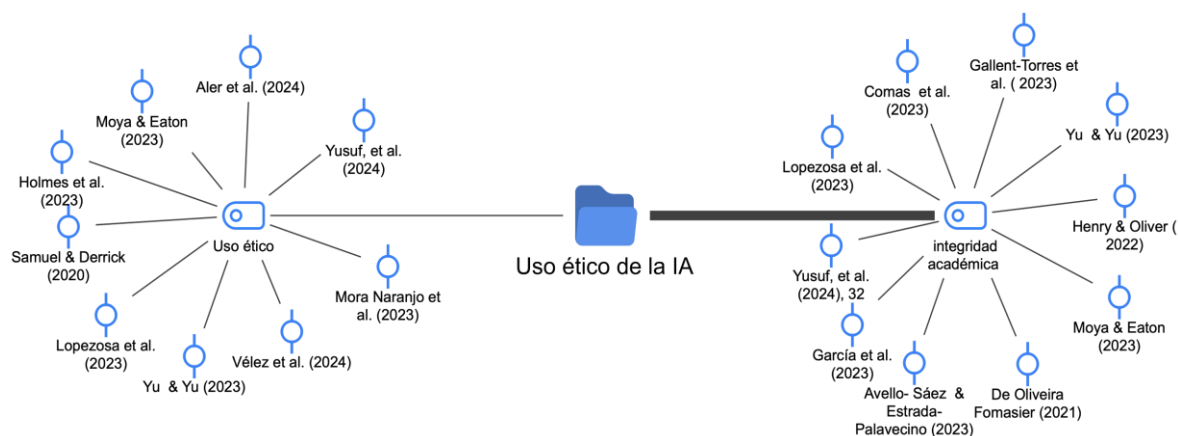 Aler et al. (2024)
Moya & Eaton
(2023)
Yusuf, et al.
(2024)
Holmes et al.
(2023)
Samuel & Derrick
(2020)
Uso ético
Lopezosa et al.
(2023)
Yu & Yu (2023)
Vélez et al. (2024)
Mora Naranjo et
al. (2023)
Uso ético de la IA
Gallent-Torres et
al. ( 2023)
Comas et al.
(2023)
Yu & Yu (2023)
Lopezosa et al.
(2023)
Henry & Oliver (
2022)
integridad
académica
Yusuf, et al.
(2024), 32
Moya & Eaton
(2023)
García et al.
(2023)
Avello- Sáez &
Estrada-
Palavecino (2023)
De Oliveira
Fomasier (2021)